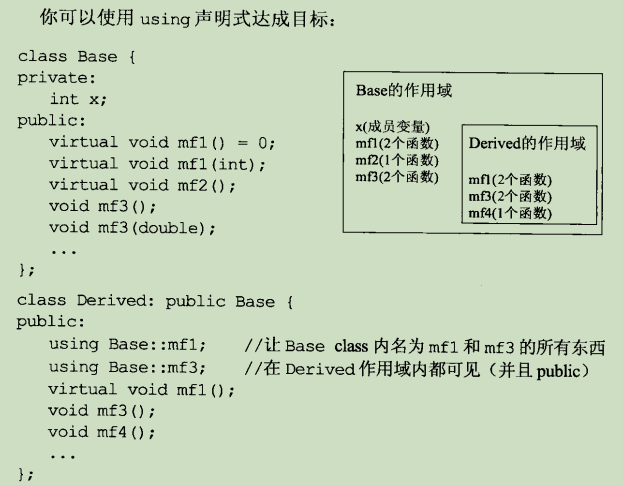 你可以使用 using 声明式达成目标：
class Base {
private:
int x;
public:
virtual void mf1() = 0;
virtual void mf1(int);
virtual void mf2();
void mf3();
void mf3(double);
...
};
Base的作用域
x(成员变量)
mf1(2个函数)
mf2(1个函数)
mf3(2个函数)
Derived的作用域
mf1(2个函数)
mf3(2个函数)
mf4(1个函数)
class Derived: public Base {
public:
using Base::mf1; //让 Base class 内名为 mf1 和 mf3 的所有东西
using Base::mf3; //在 Derived 作用域内都可见（并且 public）
virtual void mf1();
void mf3();
void mf4();
...
};